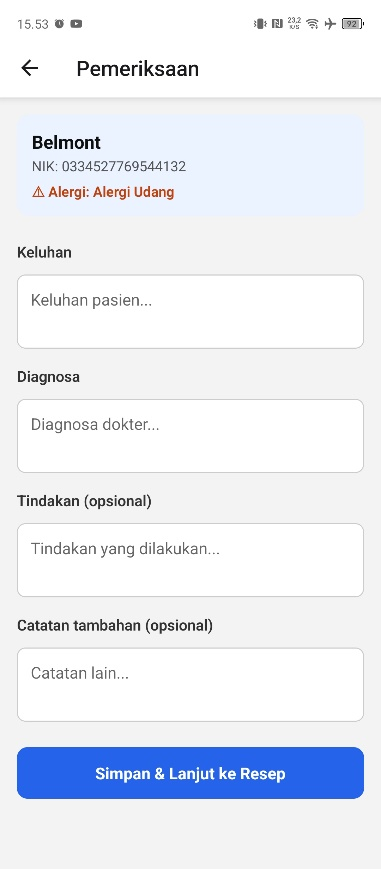 15.53
23,2
K/S
92
Pemeriksaan
Belmont
NIK: 0334527769544132
⚠ Alergi: Alergi Udang
Keluhan
Keluhan pasien...
Diagnosa
Diagnosa dokter...
Tindakan (opsional)
Tindakan yang dilakukan...
Catatan tambahan (opsional)
Catatan lain...
Simpan & Lanjut ke Resep